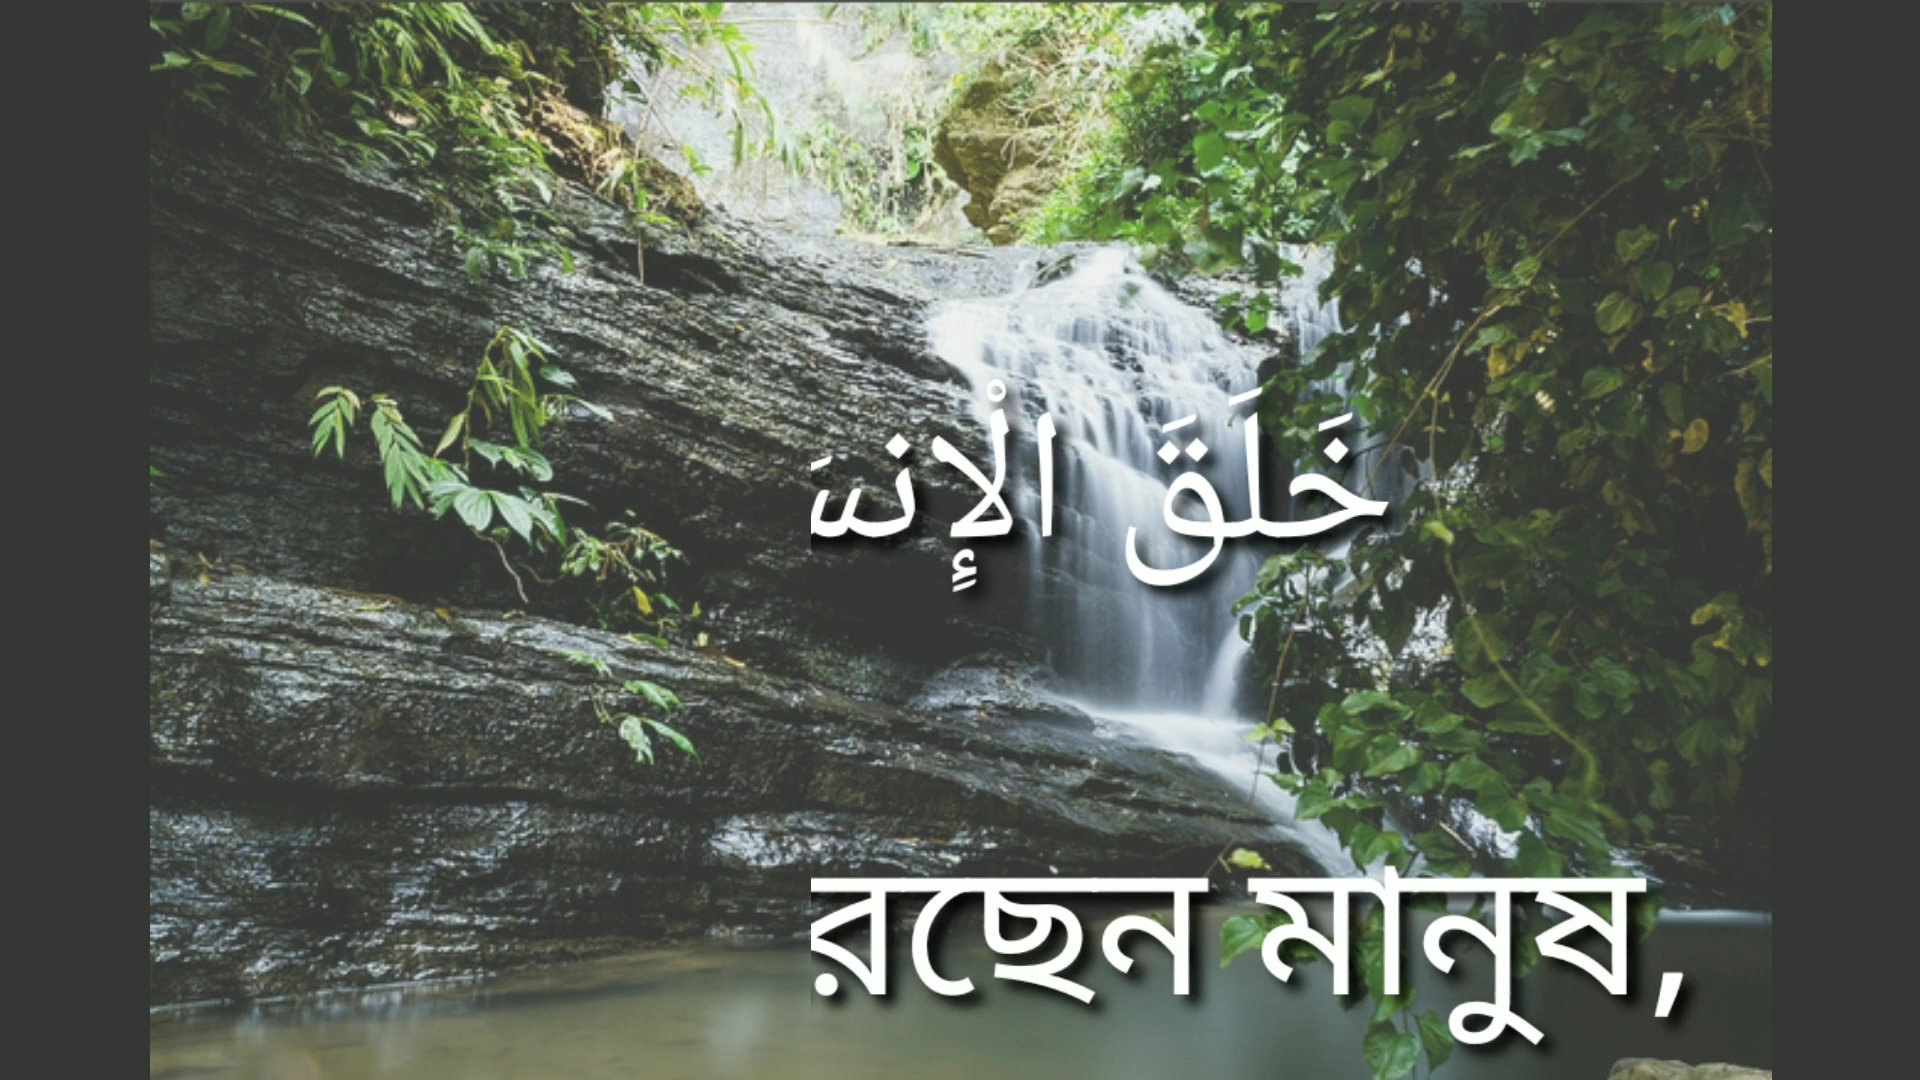 خَلَقَ الْإِنسَ
রছেন মানুষ,